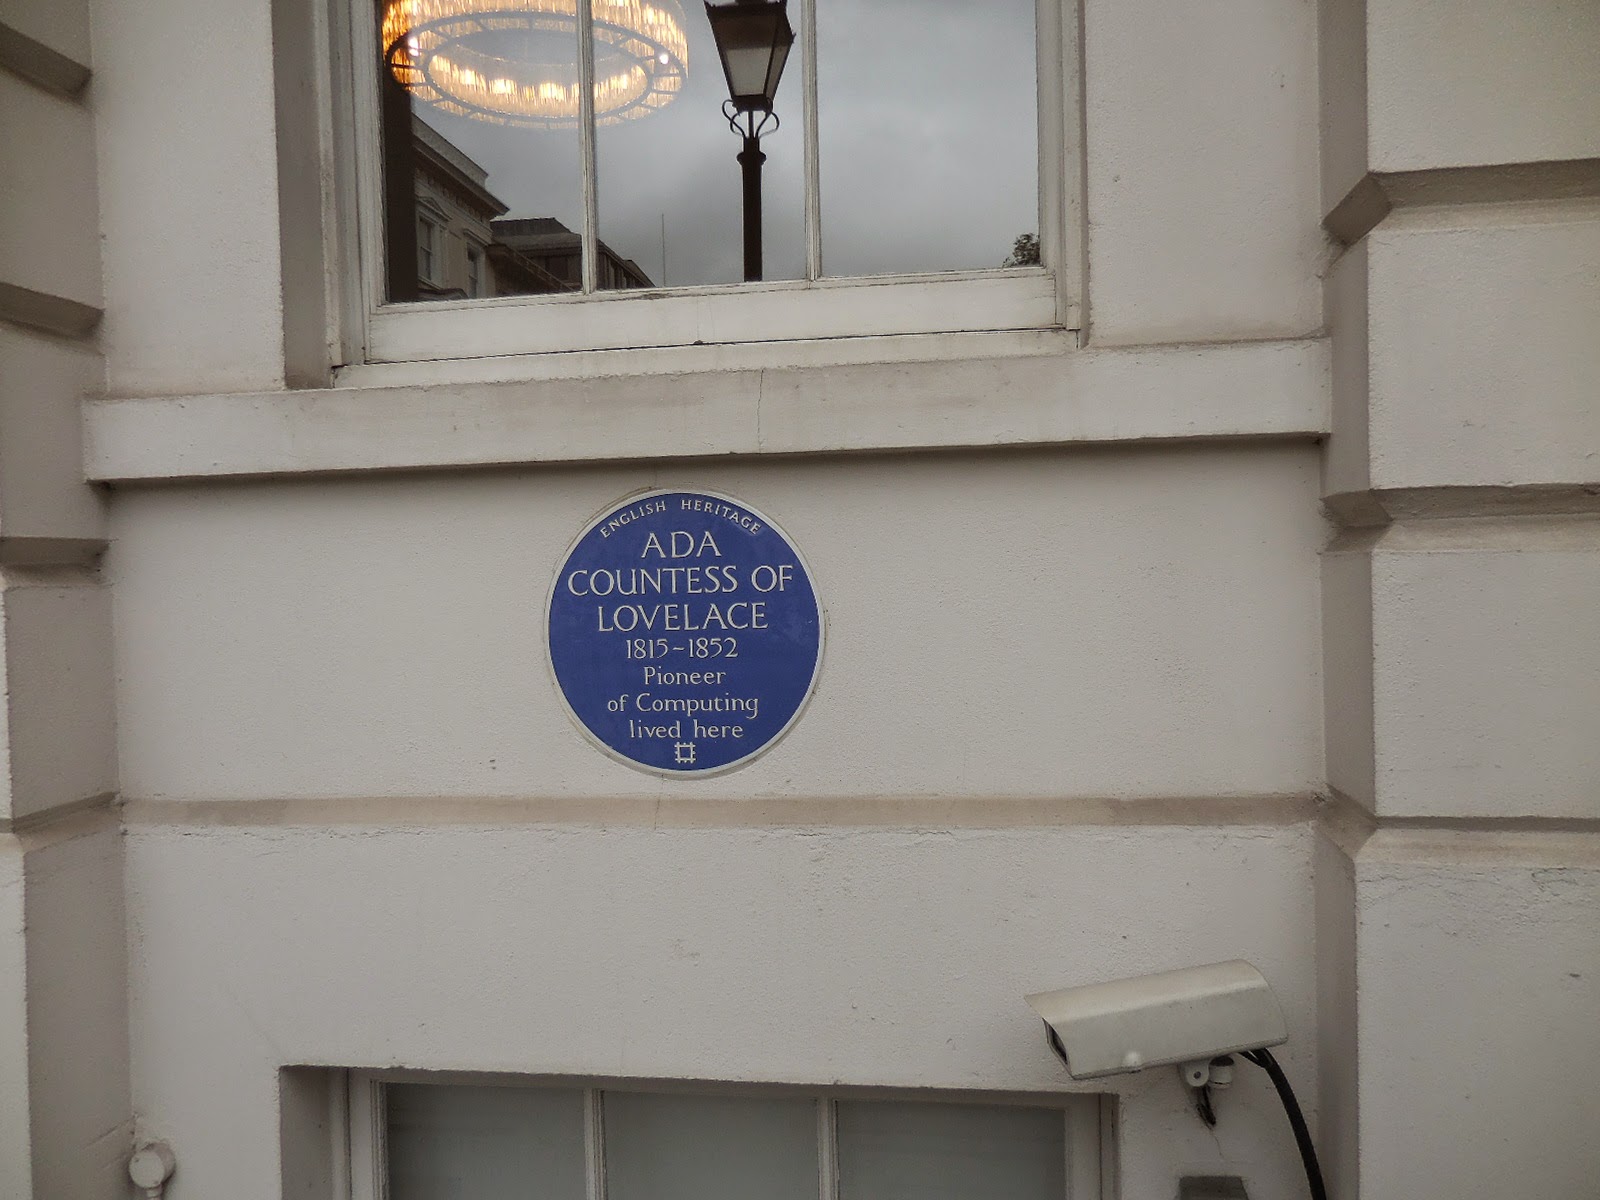 ENGLISH HERITAGE
ADA
COUNTESS OF
LOVELACE
1815-1852
Pioneer
of Computing
lived here